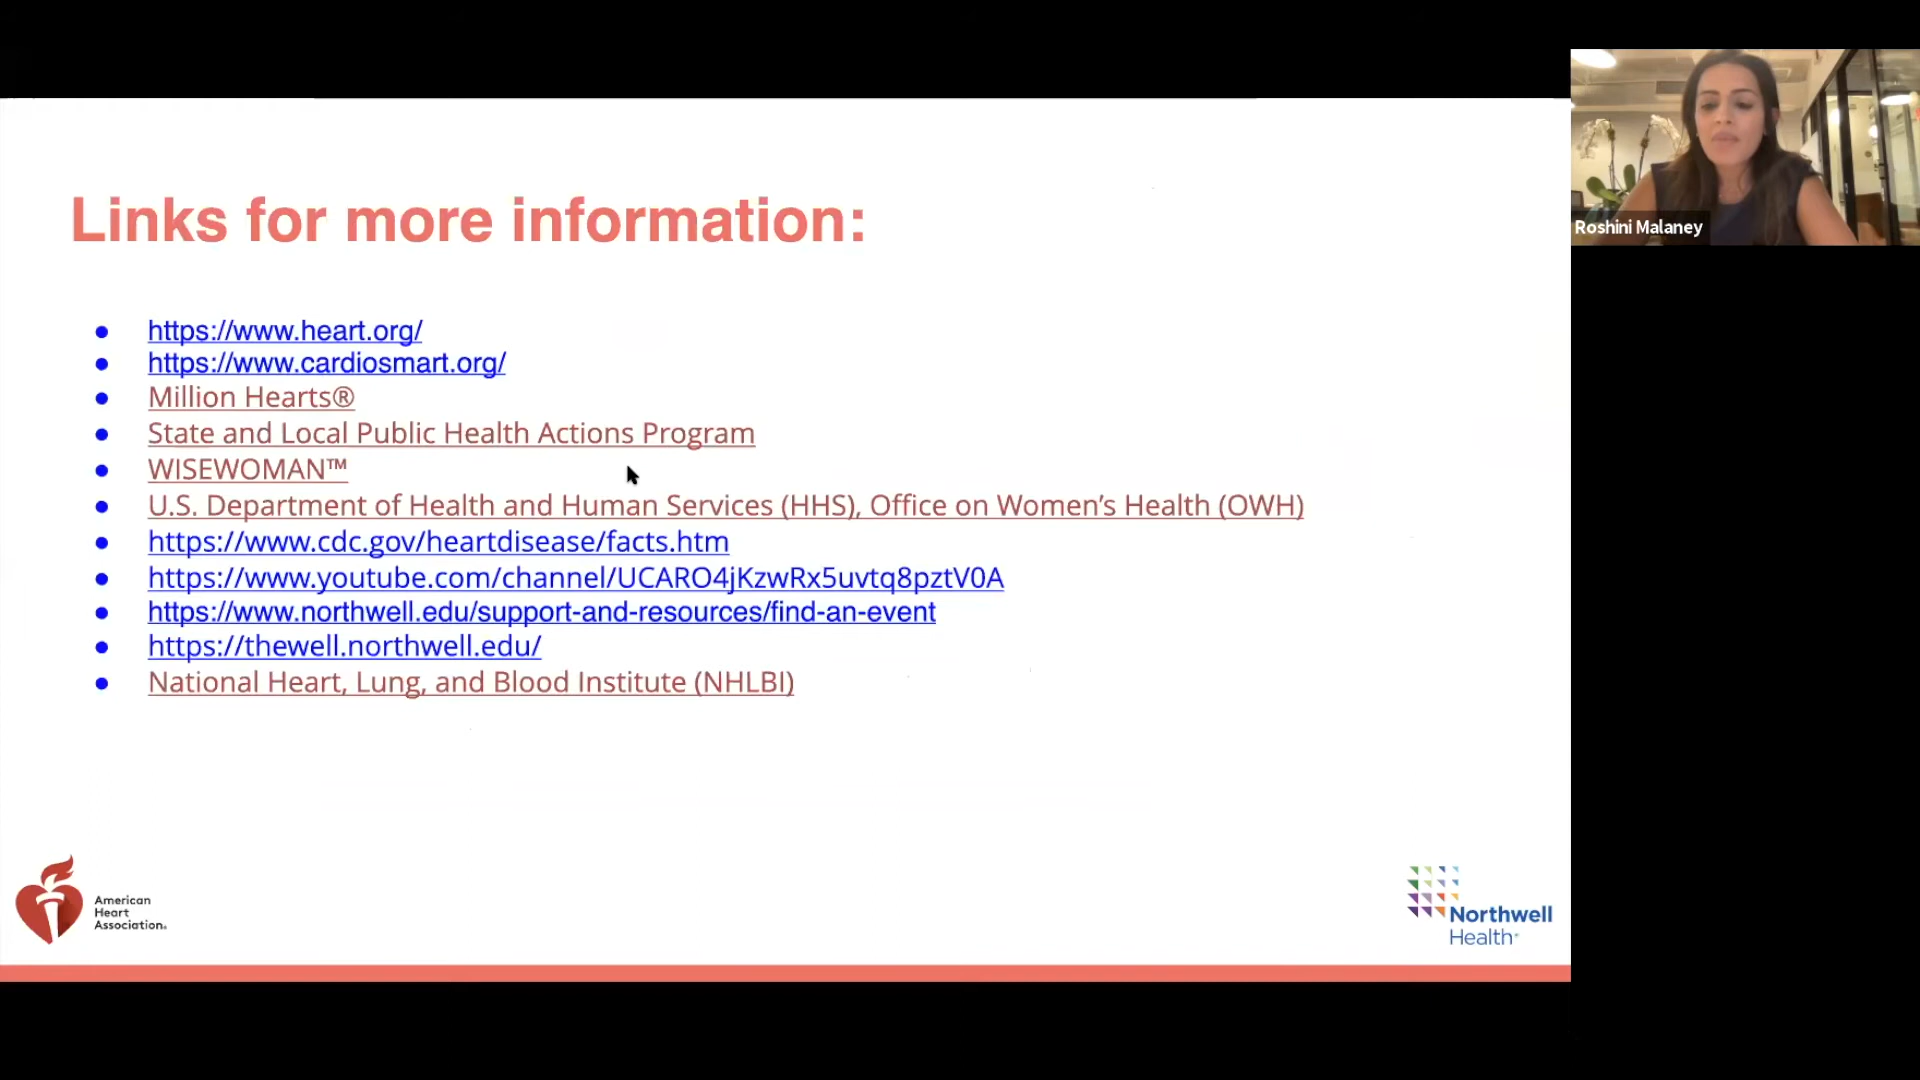 Links for more information:
https://www.heart.org/
https://www.cardiosmart.org/
Million Hearts®
State and Local Public Health Actions Program
WISEWOMAN™
U.S. Department of Health and Human Services (HHS), Office on Women’s Health (OWH)
https://www.cdc.gov/heartdisease/facts.htm
https://www.youtube.com/channel/UCARO4jKzwRx5uvtq8pztV0A
https://www.northwell.edu/support-and-resources/find-an-event
https://thewell.northwell.edu/
National Heart, Lung, and Blood Institute (NHLBI)
American
Heart
Association®
Northwell
Health®
Roshini Malaney